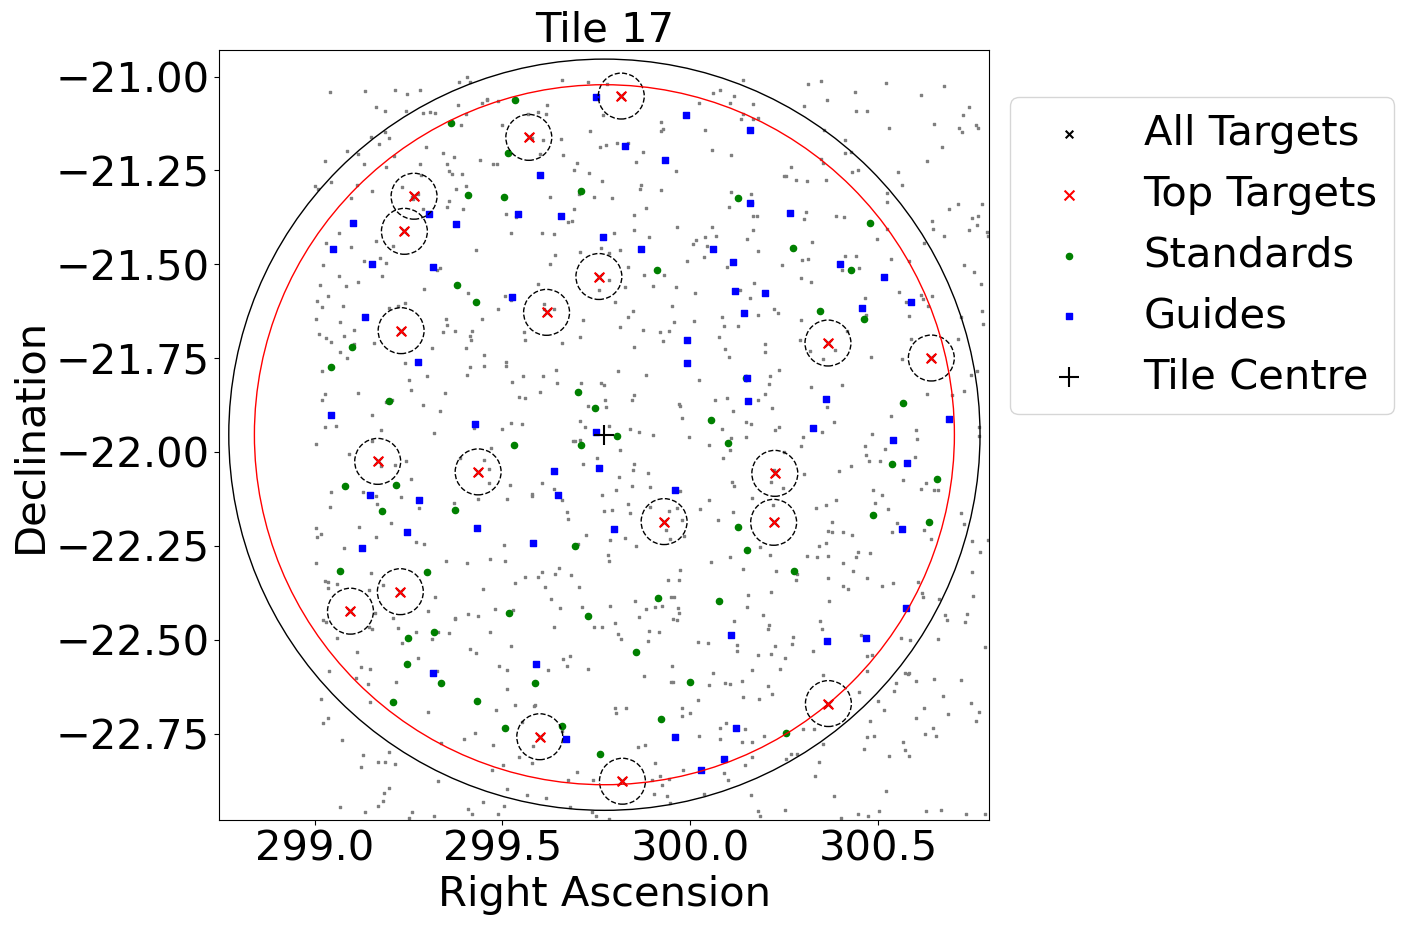 Tile 17
−21.00
−21.25
−21.50
−21.75
−22.00
−22.25
−22.50
−22.75
Declination
299.0
299.5
300.0
300.5
Right Ascension
All Targets
Top Targets
Standards
Guides
Tile Centre